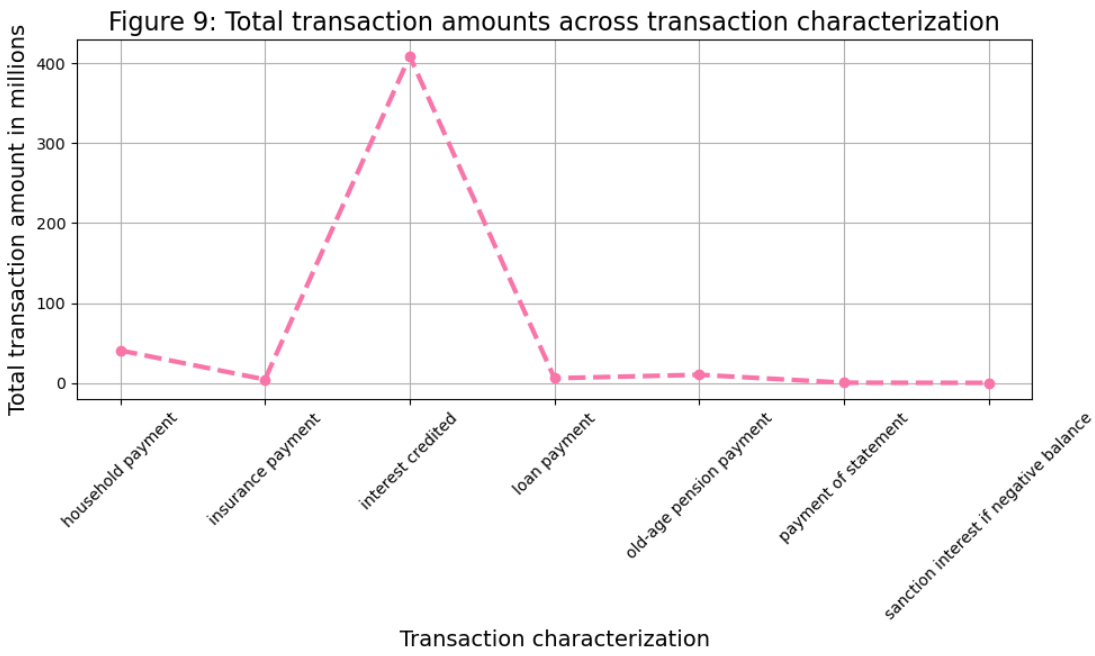 Figure 9: Total transaction amounts across transaction characterization
Total transaction amount in millions
400
300
200
100
0
household payment
insurance payment
interest credited
loan payment
old-age pension payment
payment of statement
sanction interest if negative balance
Transaction characterization